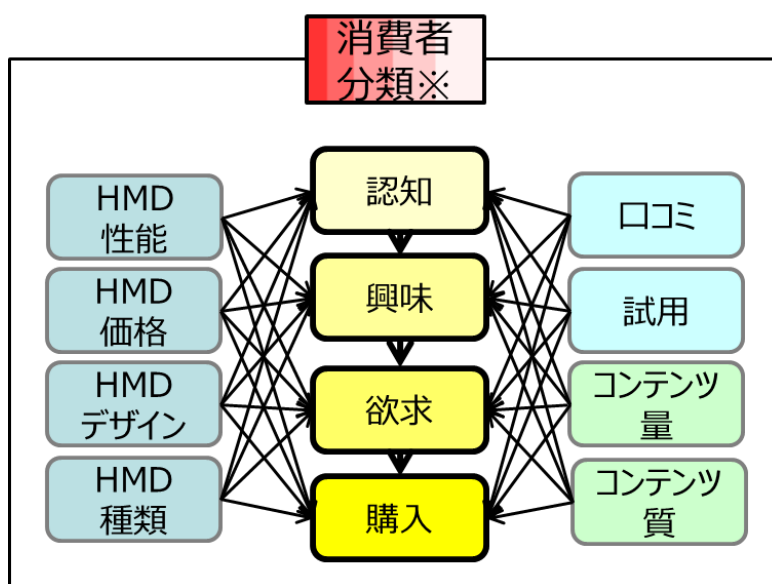 消費者
分類※
認知
興味
欲求
購入
HMD
性能
HMD
価格
HMD
デザイン
HMD
種類
口コミ
試用
コンテンツ
量
コンテンツ
質